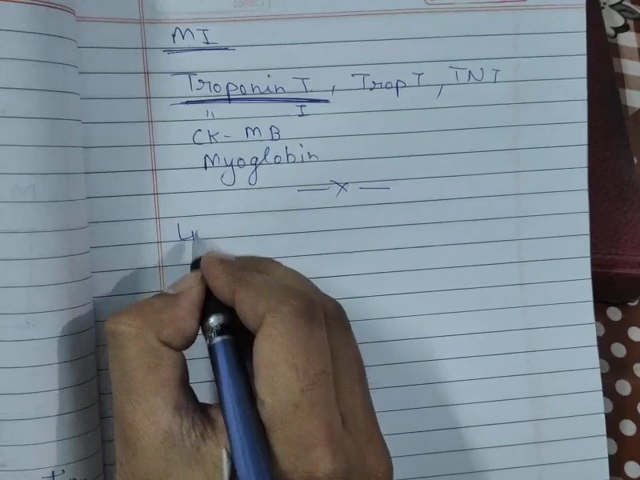 MI
Troponin I, Trop T, TNT
" I
CK-MB
Myoglobin
—x—